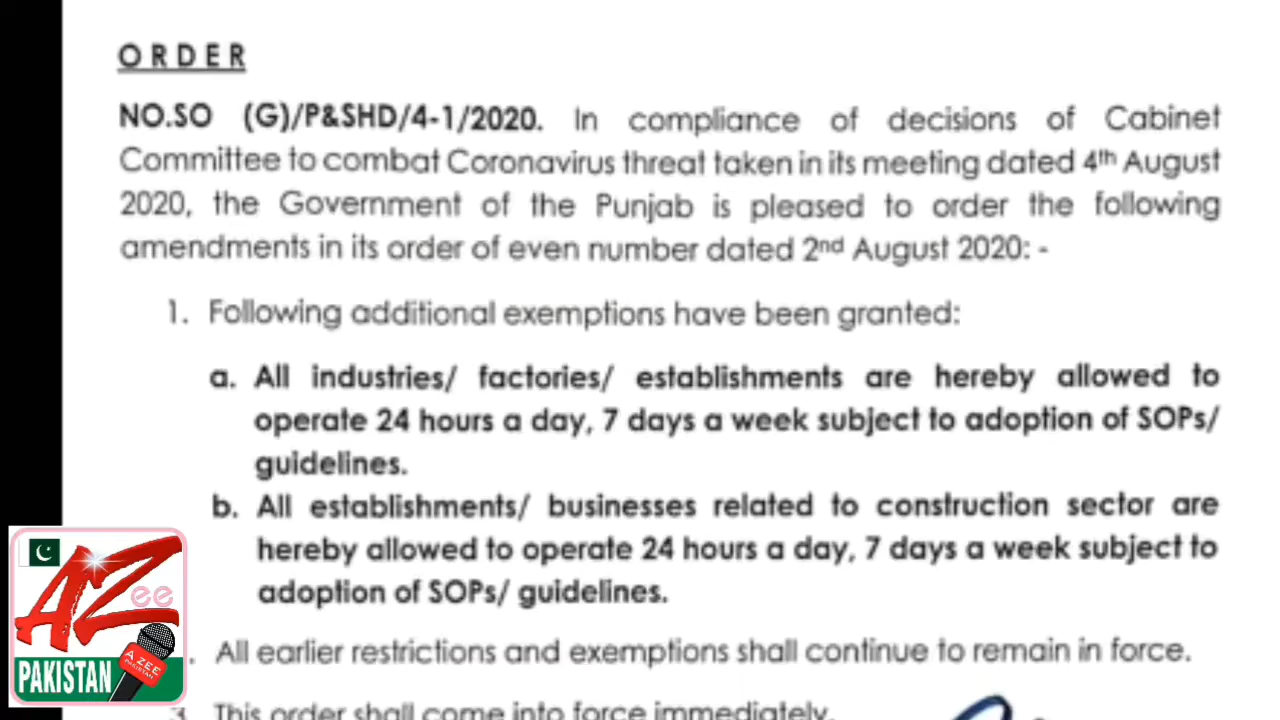 ORDER
NO.SO (G)/P&SHD/4-1/2020. In compliance of decisions of Cabinet
Committee to combat Coronavirus threat taken in its meeting dated 4th August
2020, the Government of the Punjab is pleased to order the following
amendments in its order of even number dated 2nd August 2020: -
1. Following additional exemptions have been granted:
a. All industries/ factories/ establishments are hereby allowed to
operate 24 hours a day, 7 days a week subject to adoption of SOPs/
guidelines.
b. All establishments/ businesses related to construction sector are
hereby allowed to operate 24 hours a day, 7 days a week subject to
adoption of SOPs/ guidelines.
. All earlier restrictions and exemptions shall continue to remain in force.
3. This order shall come into force immediately.
AZee
A ZEE
PAKISTAN
PAKISTAN